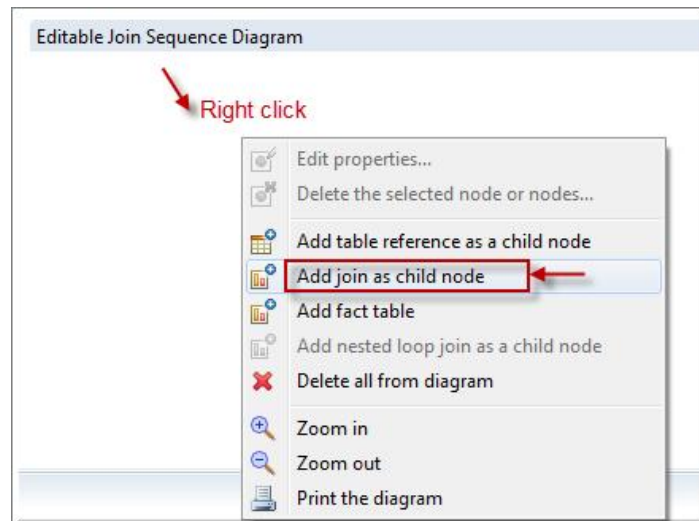 Editable Join Sequence Diagram
Right click
Edit properties...
Delete the selected node or nodes...
Add table reference as a child node
Add join as child node
Add fact table
Add nested loop join as a child node
Delete all from diagram
Zoom in
Zoom out
Print the diagram